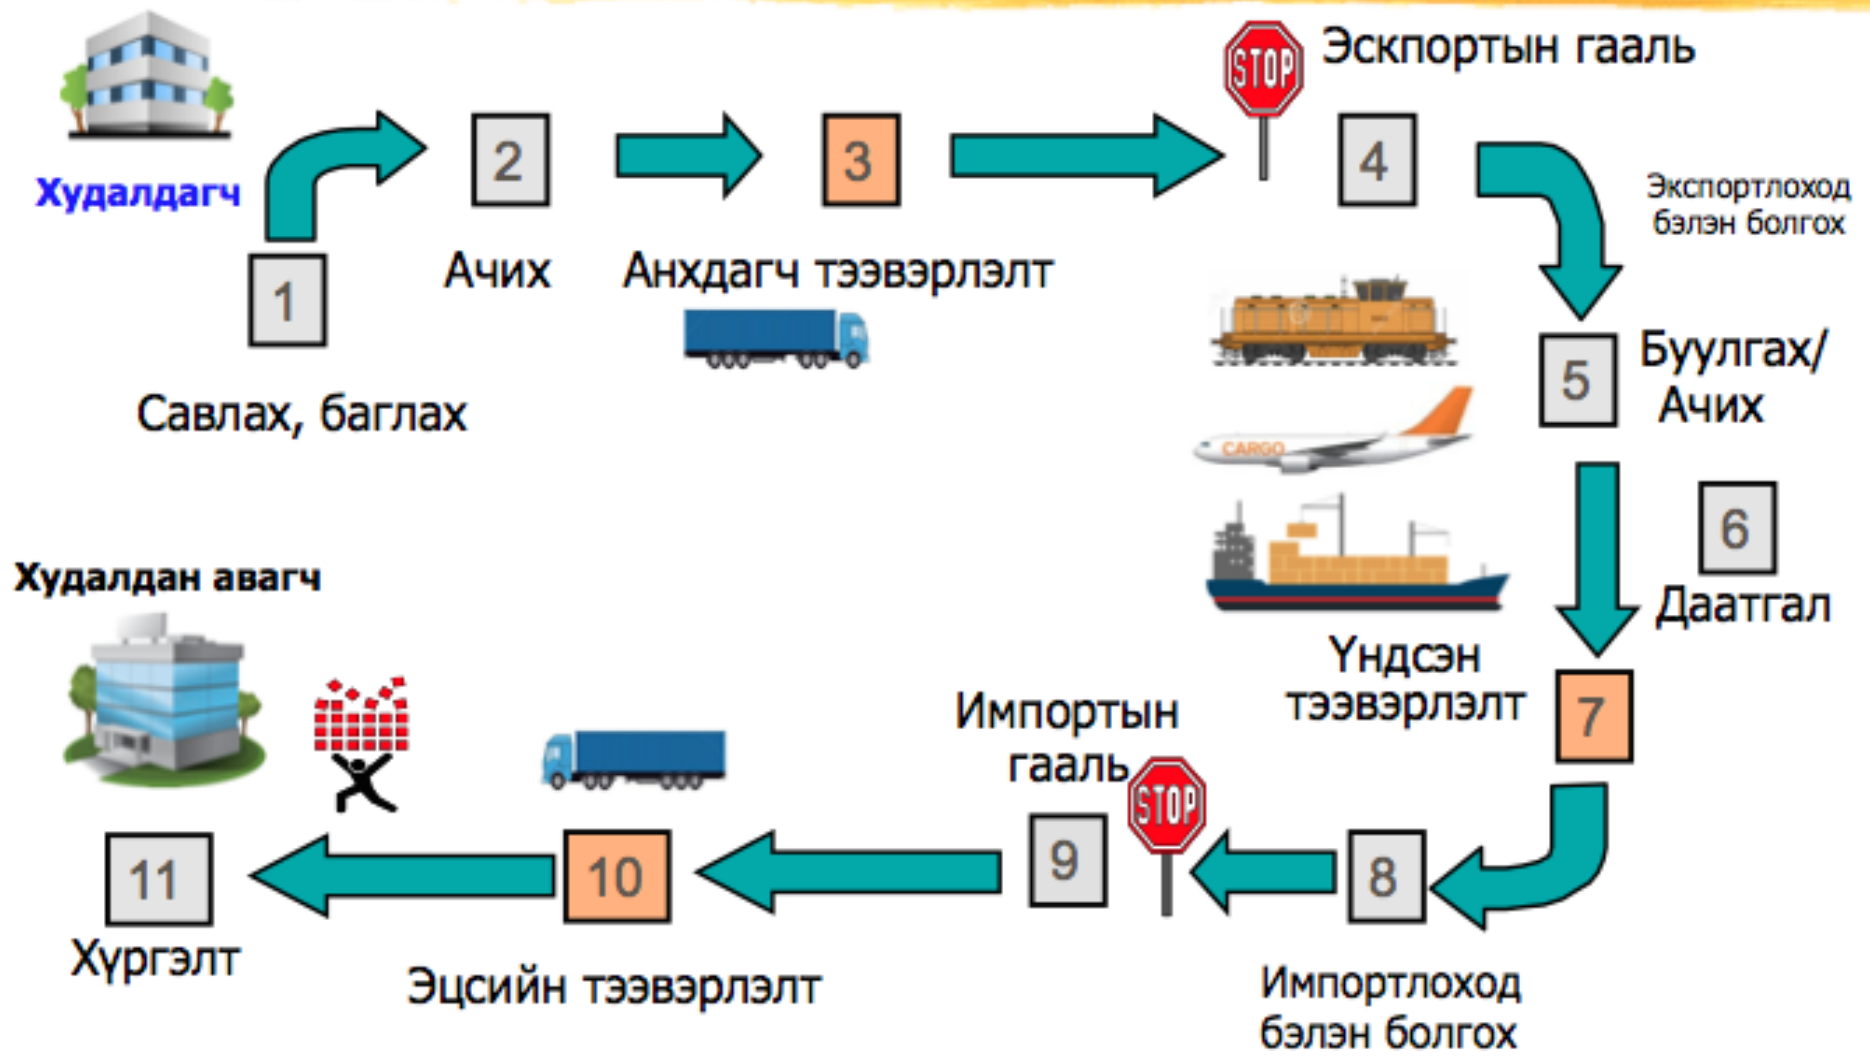 Худалдагч
1
Савлах, баглах
2
Ачих
3
Анхдагч тээвэрлэлт
STOP
Эскпортын гааль
4
Экспортлоход
бэлэн болгох
5
Буулгах/
Ачих
CARGO
6
Даатгал
Үндсэн
тээвэрлэлт
7
8
Импортлоход
бэлэн болгох
Импортын
гааль
STOP
9
10
Эцсийн тээвэрлэлт
Худалдан авагч
11
Хүргэлт